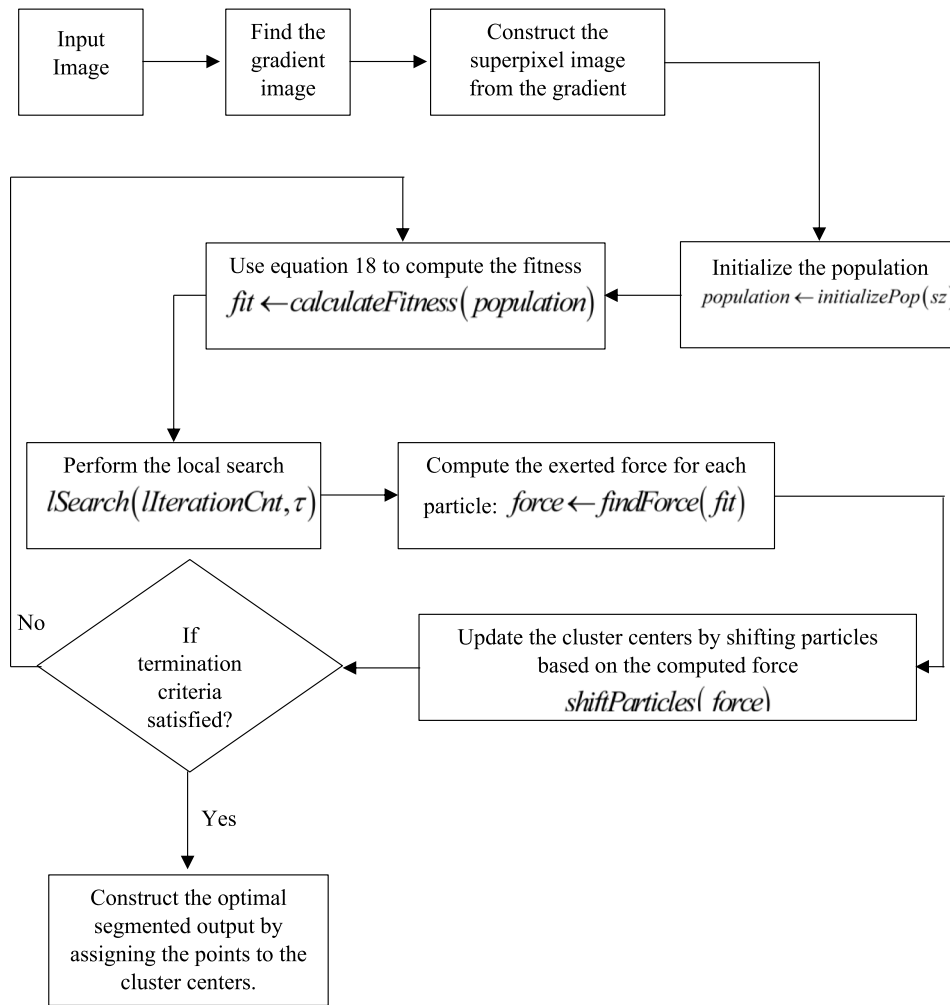 Input
Image
Find the
gradient
image
Construct the
superpixel image
from the gradient
Use equation 18 to compute the fitness
fit ← calculateFitness(population)
Initialize the population
population ← initializePop(sz)
Perform the local search
lSearch(lIterationCnt, τ)
Compute the exerted force for each
particle: force ← findForce(fit)
No
If
termination
criteria
satisfied?
Update the cluster centers by shifting particles
based on the computed force
shiftParticles(force)
Yes
Construct the optimal
segmented output by
assigning the points to the
cluster centers.